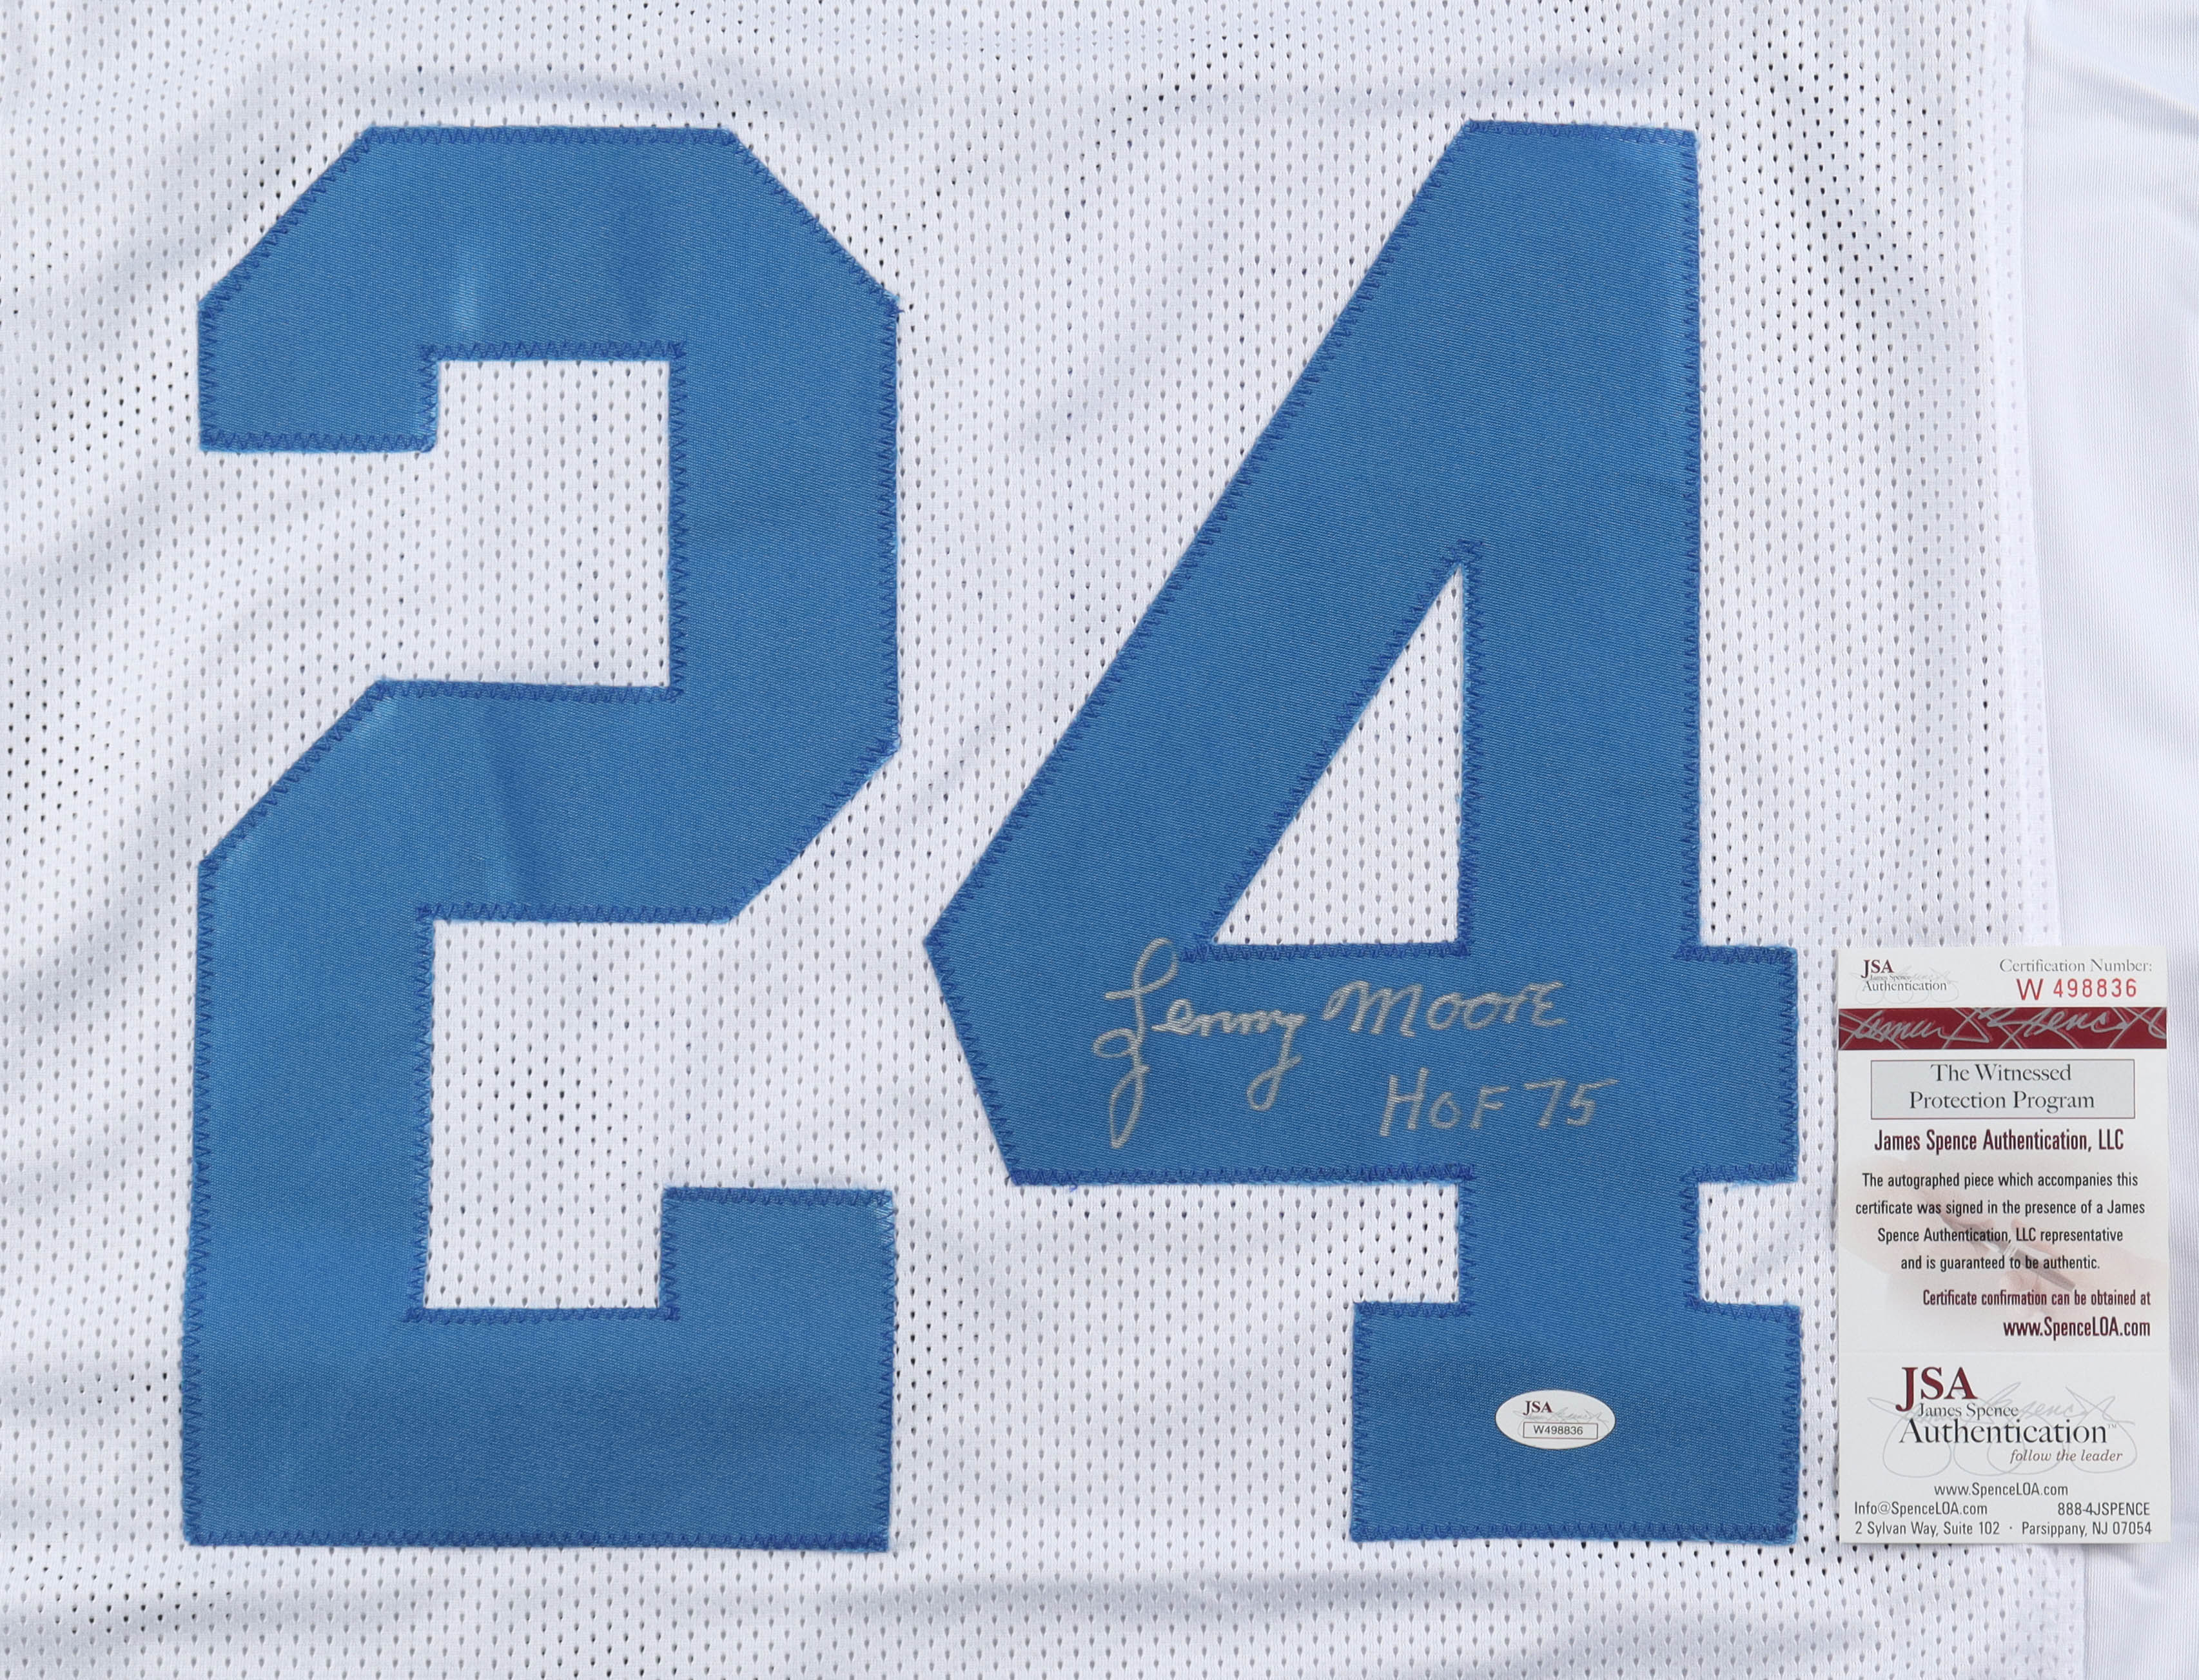 24
Lenny Moore
HOF 75
JSA
W498836
JSA
James Spence
Authentication
Certification Number:
W 498836
The Witnessed
Protection Program
James Spence Authentication, LLC
The autographed piece which accompanies this
certificate was signed in the presence of a James
Spence Authentication, LLC representative
and is guaranteed to be authentic.
Certificate confirmation can be obtained at
www.SpenceLOA.com
JSA
James Spence
Authentication™
follow the leader
www.SpenceLOA.com
Info@SpenceLOA.com 888-4JSPENCE
2 Sylvan Way, Suite 102 · Parsippany, NJ 07054